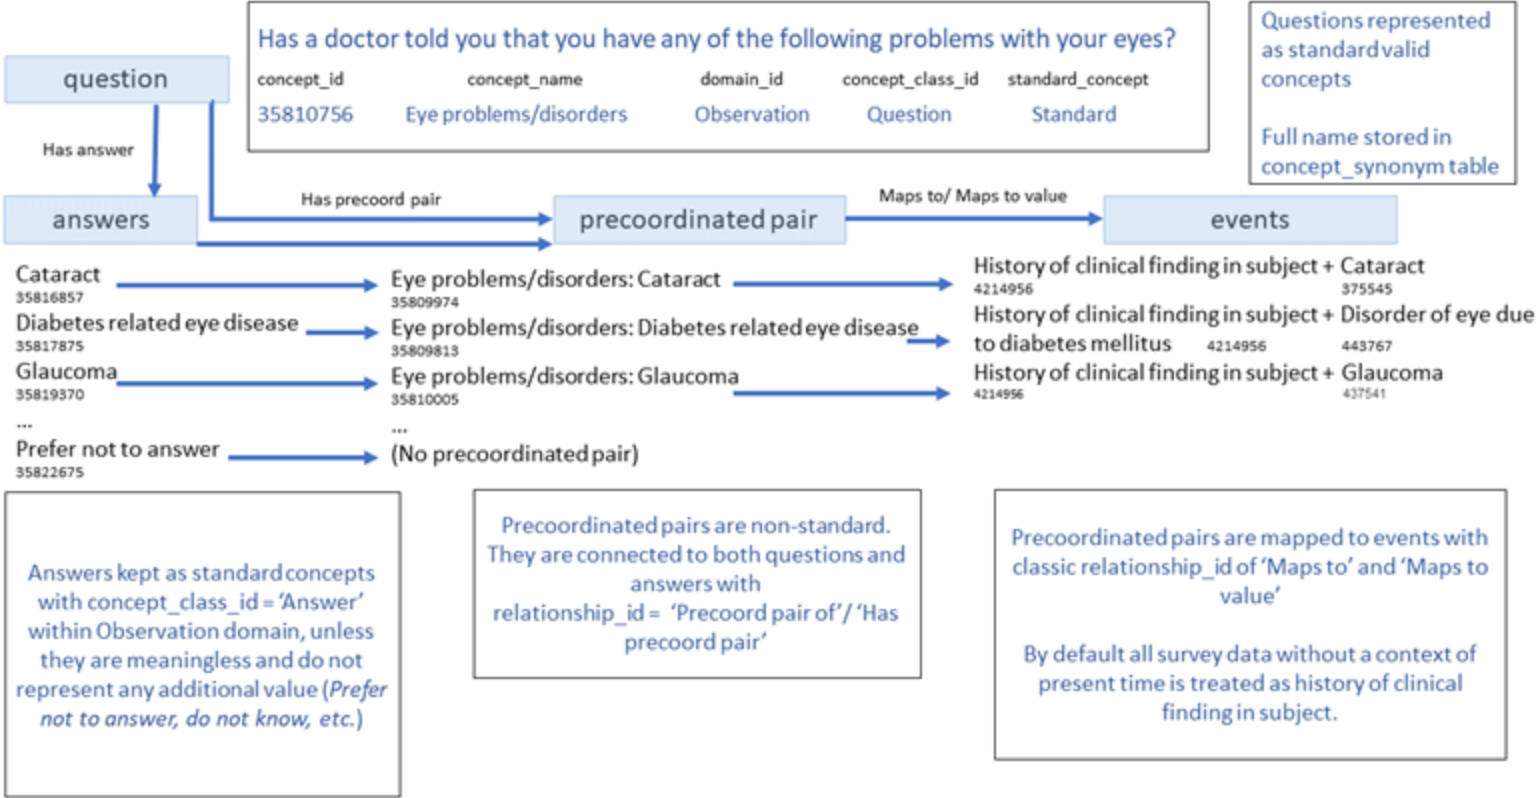 Has a doctor told you that you have any of the following problems with your eyes?
concept_id concept_name domain_id concept_class_id standard_concept
35810756 Eye problems/disorders Observation Question Standard
Questions represented
as standard valid
concepts
Full name stored in
concept_synonym table
question
Has answer
answers
Has precoord pair
precoordinated pair
Maps to/ Maps to value
events
Cataract
35816857
Eye problems/disorders: Cataract
35809974
History of clinical finding in subject + Cataract
4214956 375545
Diabetes related eye disease
35817875
Eye problems/disorders: Diabetes related eye disease
35809813
History of clinical finding in subject + Disorder of eye due
to diabetes mellitus 4214956 443767
Glaucoma
35819370
Eye problems/disorders: Glaucoma
35810005
History of clinical finding in subject + Glaucoma
4214956 437541
...
...
Prefer not to answer
35822675
(No precoordinated pair)
Answers kept as standard concepts
with concept_class_id = ‘Answer’
within Observation domain, unless
they are meaningless and do not
represent any additional value (Prefer
not to answer, do not know, etc.)
Precoordinated pairs are non-standard.
They are connected to both questions and
answers with
relationship_id = ‘Precoord pair of’/ ‘Has
precoord pair’
Precoordinated pairs are mapped to events with
classic relationship_id of ‘Maps to’ and ‘Maps to
value’
By default all survey data without a context of
present time is treated as history of clinical
finding in subject.